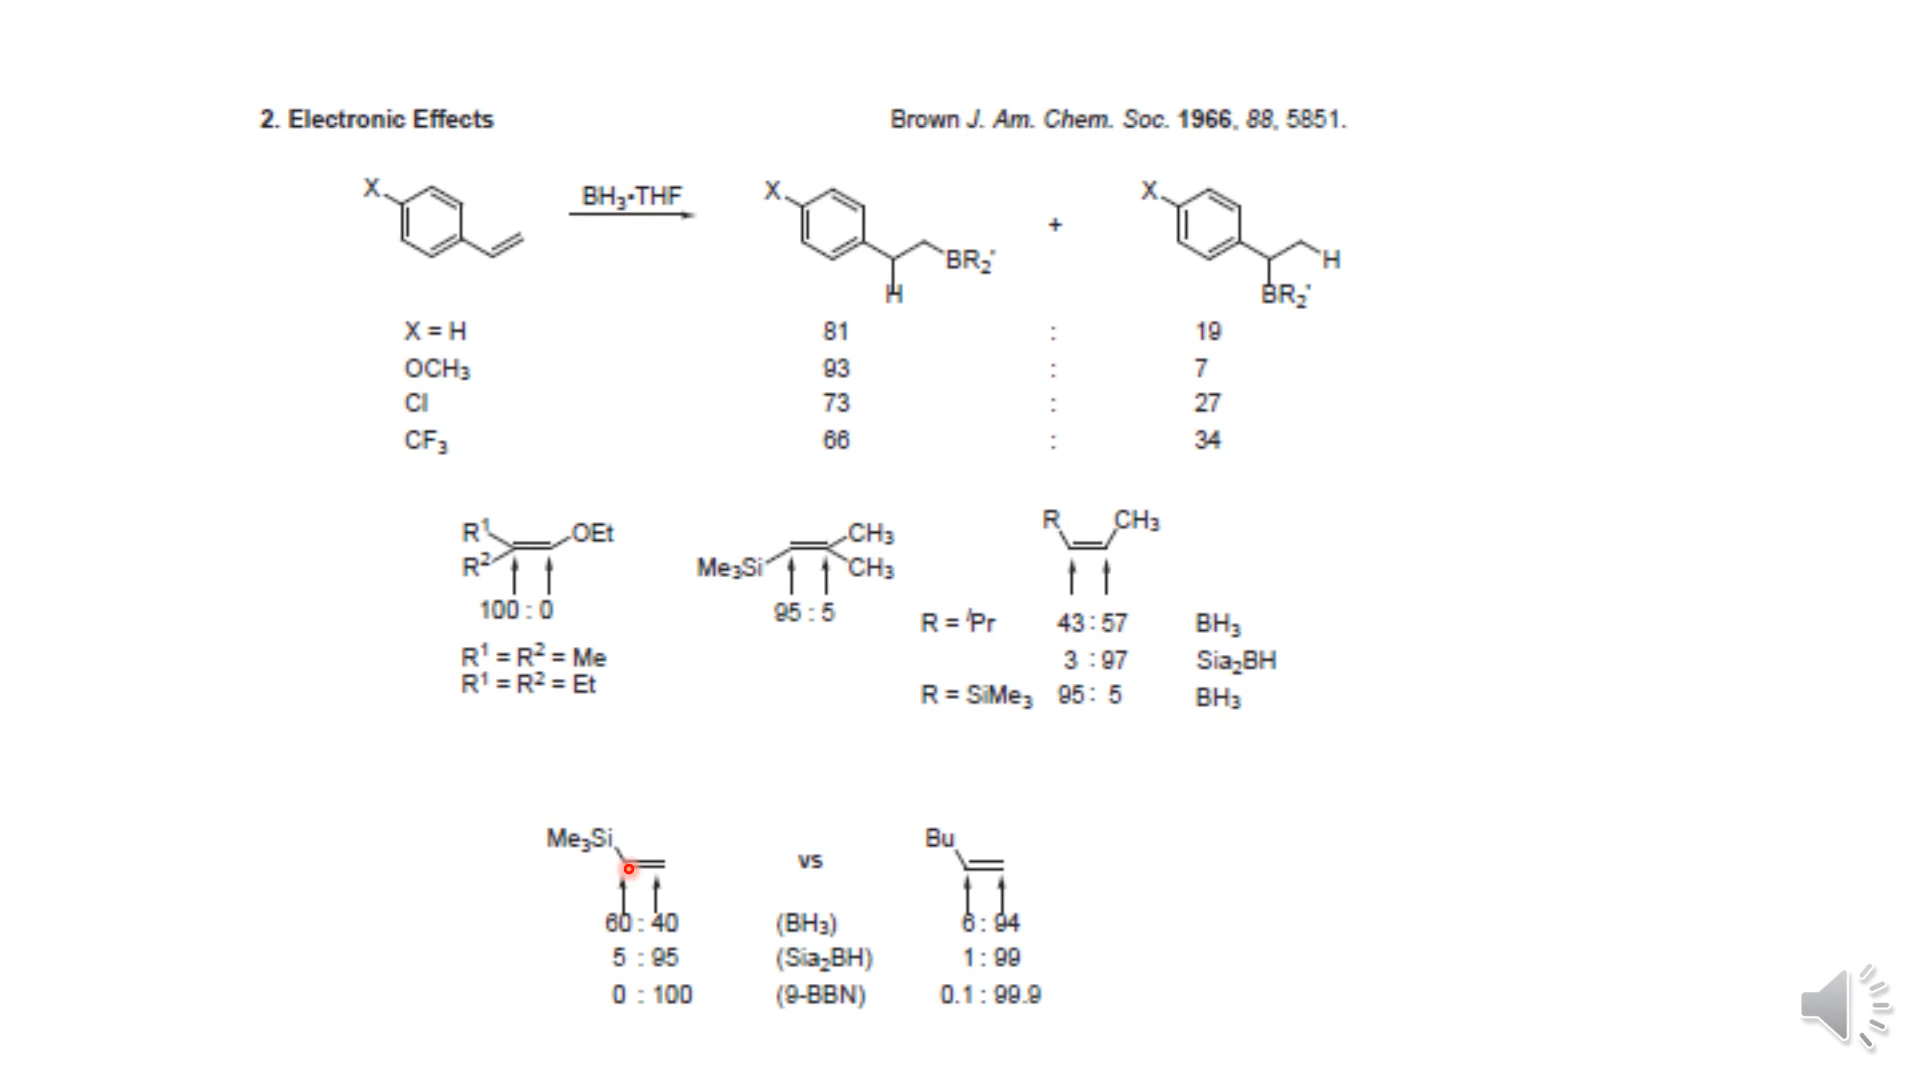 2. Electronic Effects
Brown J. Am. Chem. Soc. 1966, 88, 5851.
X BH₃•THF X BR₂' H + X BR₂' H
X = H 81 : 19
OCH₃ 93 : 7
Cl 73 : 27
CF₃ 66 : 34
R¹ R² OEt
100 : 0
R¹ = R² = Me
R¹ = R² = Et
Me₃Si CH₃ CH₃
95 : 5
R CH₃
R = ⁱPr 43 : 57 BH₃
3 : 97 Sia₂BH
R = SiMe₃ 95 : 5 BH₃
Me₃Si vs Bu
60 : 40 (BH₃) 6 : 94
5 : 95 (Sia₂BH) 1 : 99
0 : 100 (9-BBN) 0.1 : 99.9